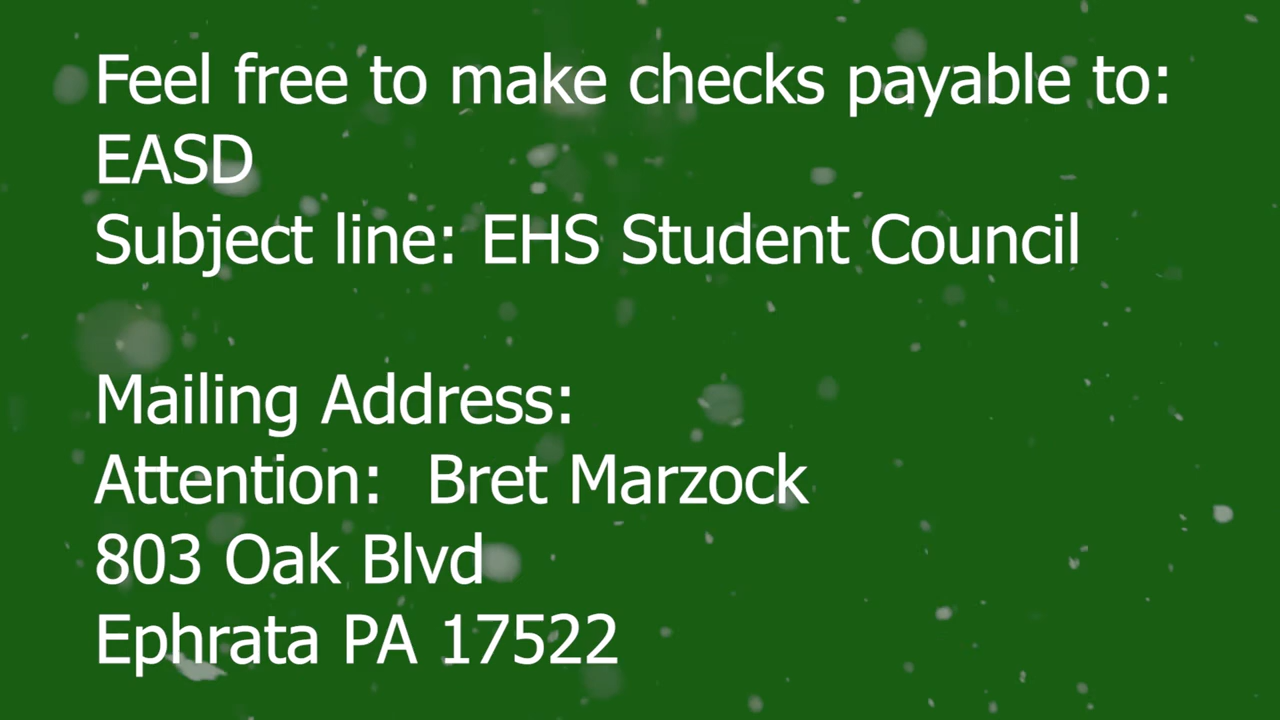 Feel free to make checks payable to:
EASD
Subject line: EHS Student Council
Mailing Address:
Attention:  Bret Marzock
803 Oak Blvd
Ephrata PA 17522